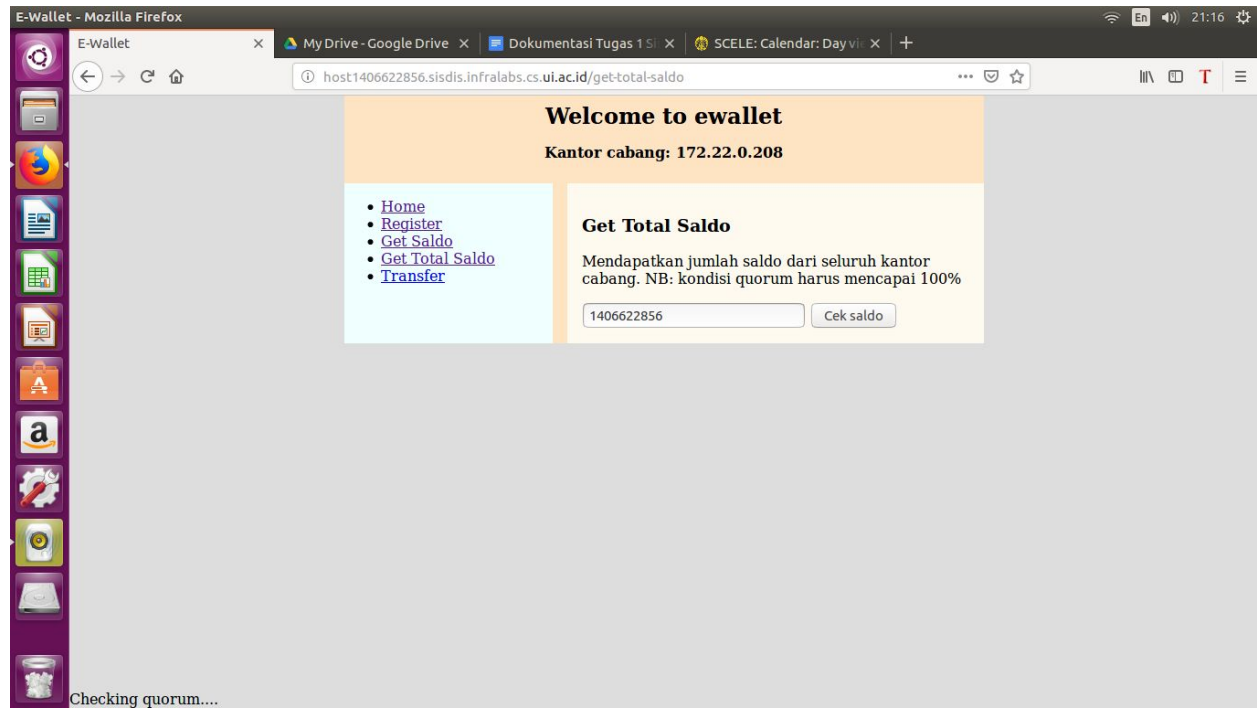 E-Wallet - Mozilla Firefox
En
21:16
E-Wallet
My Drive - Google Drive
Dokumentasi Tugas 1 Si
SCELE: Calendar: Day vie
host1406622856.sisdis.infralabs.cs.ui.ac.id/get-total-saldo
T
Welcome to ewallet
Kantor cabang: 172.22.0.208
Home
Register
Get Saldo
Get Total Saldo
Transfer
Get Total Saldo
Mendapatkan jumlah saldo dari seluruh kantor
cabang. NB: kondisi quorum harus mencapai 100%
1406622856
Cek saldo
a
Checking quorum....